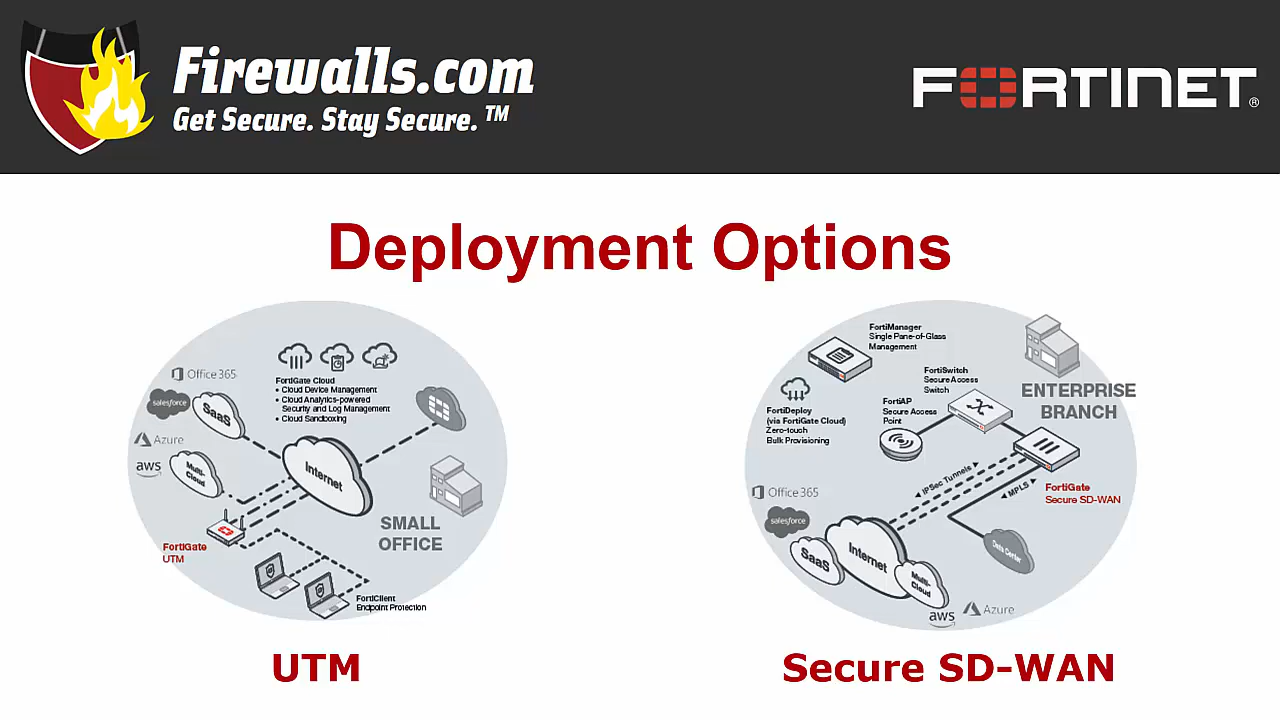 Firewalls.com
Get Secure. Stay Secure. ™
FORTINET®
Deployment Options
Office 365
salesforce
SaaS
Azure
aws
Multi-
Cloud
FortiGate Cloud
• Cloud Device Management
• Cloud Analytics-powered
Security and Log Management
• Cloud Sandboxing
Internet
SMALL
OFFICE
FortiGate
UTM
FortiClient
Endpoint Protection
UTM
FortiManager
Single Pane-of-Glass
Management
ENTERPRISE
BRANCH
FortiSwitch
Secure Access
Switch
FortiAP
Secure Access
Point
FortiDeploy
(via FortiGate Cloud)
Zero-touch
Bulk Provisioning
IPSec Tunnels
MPLS
FortiGate
Secure SD-WAN
Office 365
salesforce
SaaS
Internet
Multi-
Cloud
Data Center
aws
Azure
Secure SD-WAN